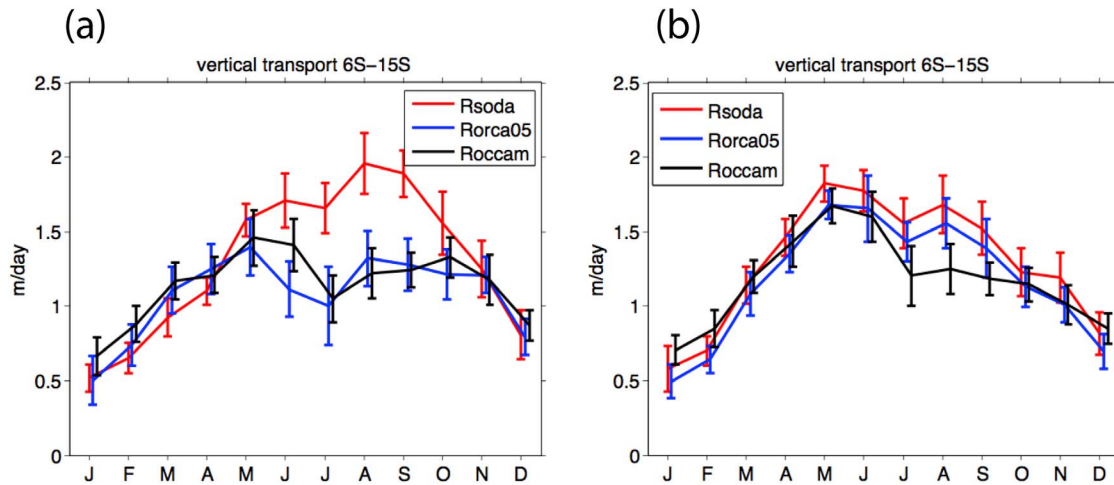 (a)
(b)
vertical transport 6S−15S
vertical transport 6S−15S
2.5
2
1.5
1
0.5
0
m/day
Rsoda
Rorca05
Roccam
J F M A M J J A S O N D
2.5
2
1.5
1
0.5
0
m/day
Rsoda
Rorca05
Roccam
J F M A M J J A S O N D